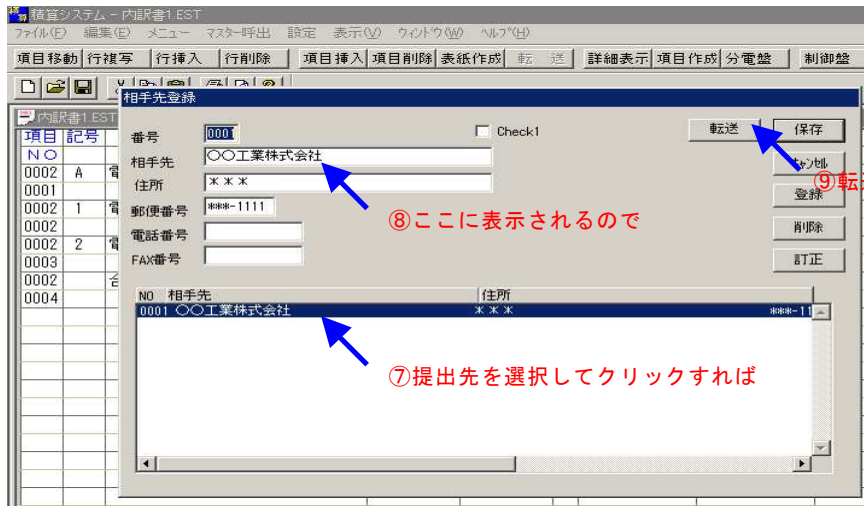 積算システム - 内訳書1.EST
ファイル(F) 編集(E) メニュー マスター呼出 設定 表示(V) ウィンドウ(W) ヘルプ(H)
項目移動 行複写 行挿入 行削除 項目挿入 項目削除 表紙作成 転 送 詳細表示 項目作成 分電盤 制御盤
内訳書1.EST
項目 記号
NO
0002 A 電
0001
0002 1 電
0002
0002 2 電
0003
0002 合
0004
相手先登録
番号 0001 Check1 転送 保存
相手先 〇〇工業株式会社 キャンセル
住所 ＊＊＊ 登録
郵便番号 ***-1111 削除
電話番号
FAX番号 訂正
⑧ここに表示されるので
⑨転
NO 相手先 住所
0001 〇〇工業株式会社 ＊＊＊ ***-11
⑦提出先を選択してクリックすれば